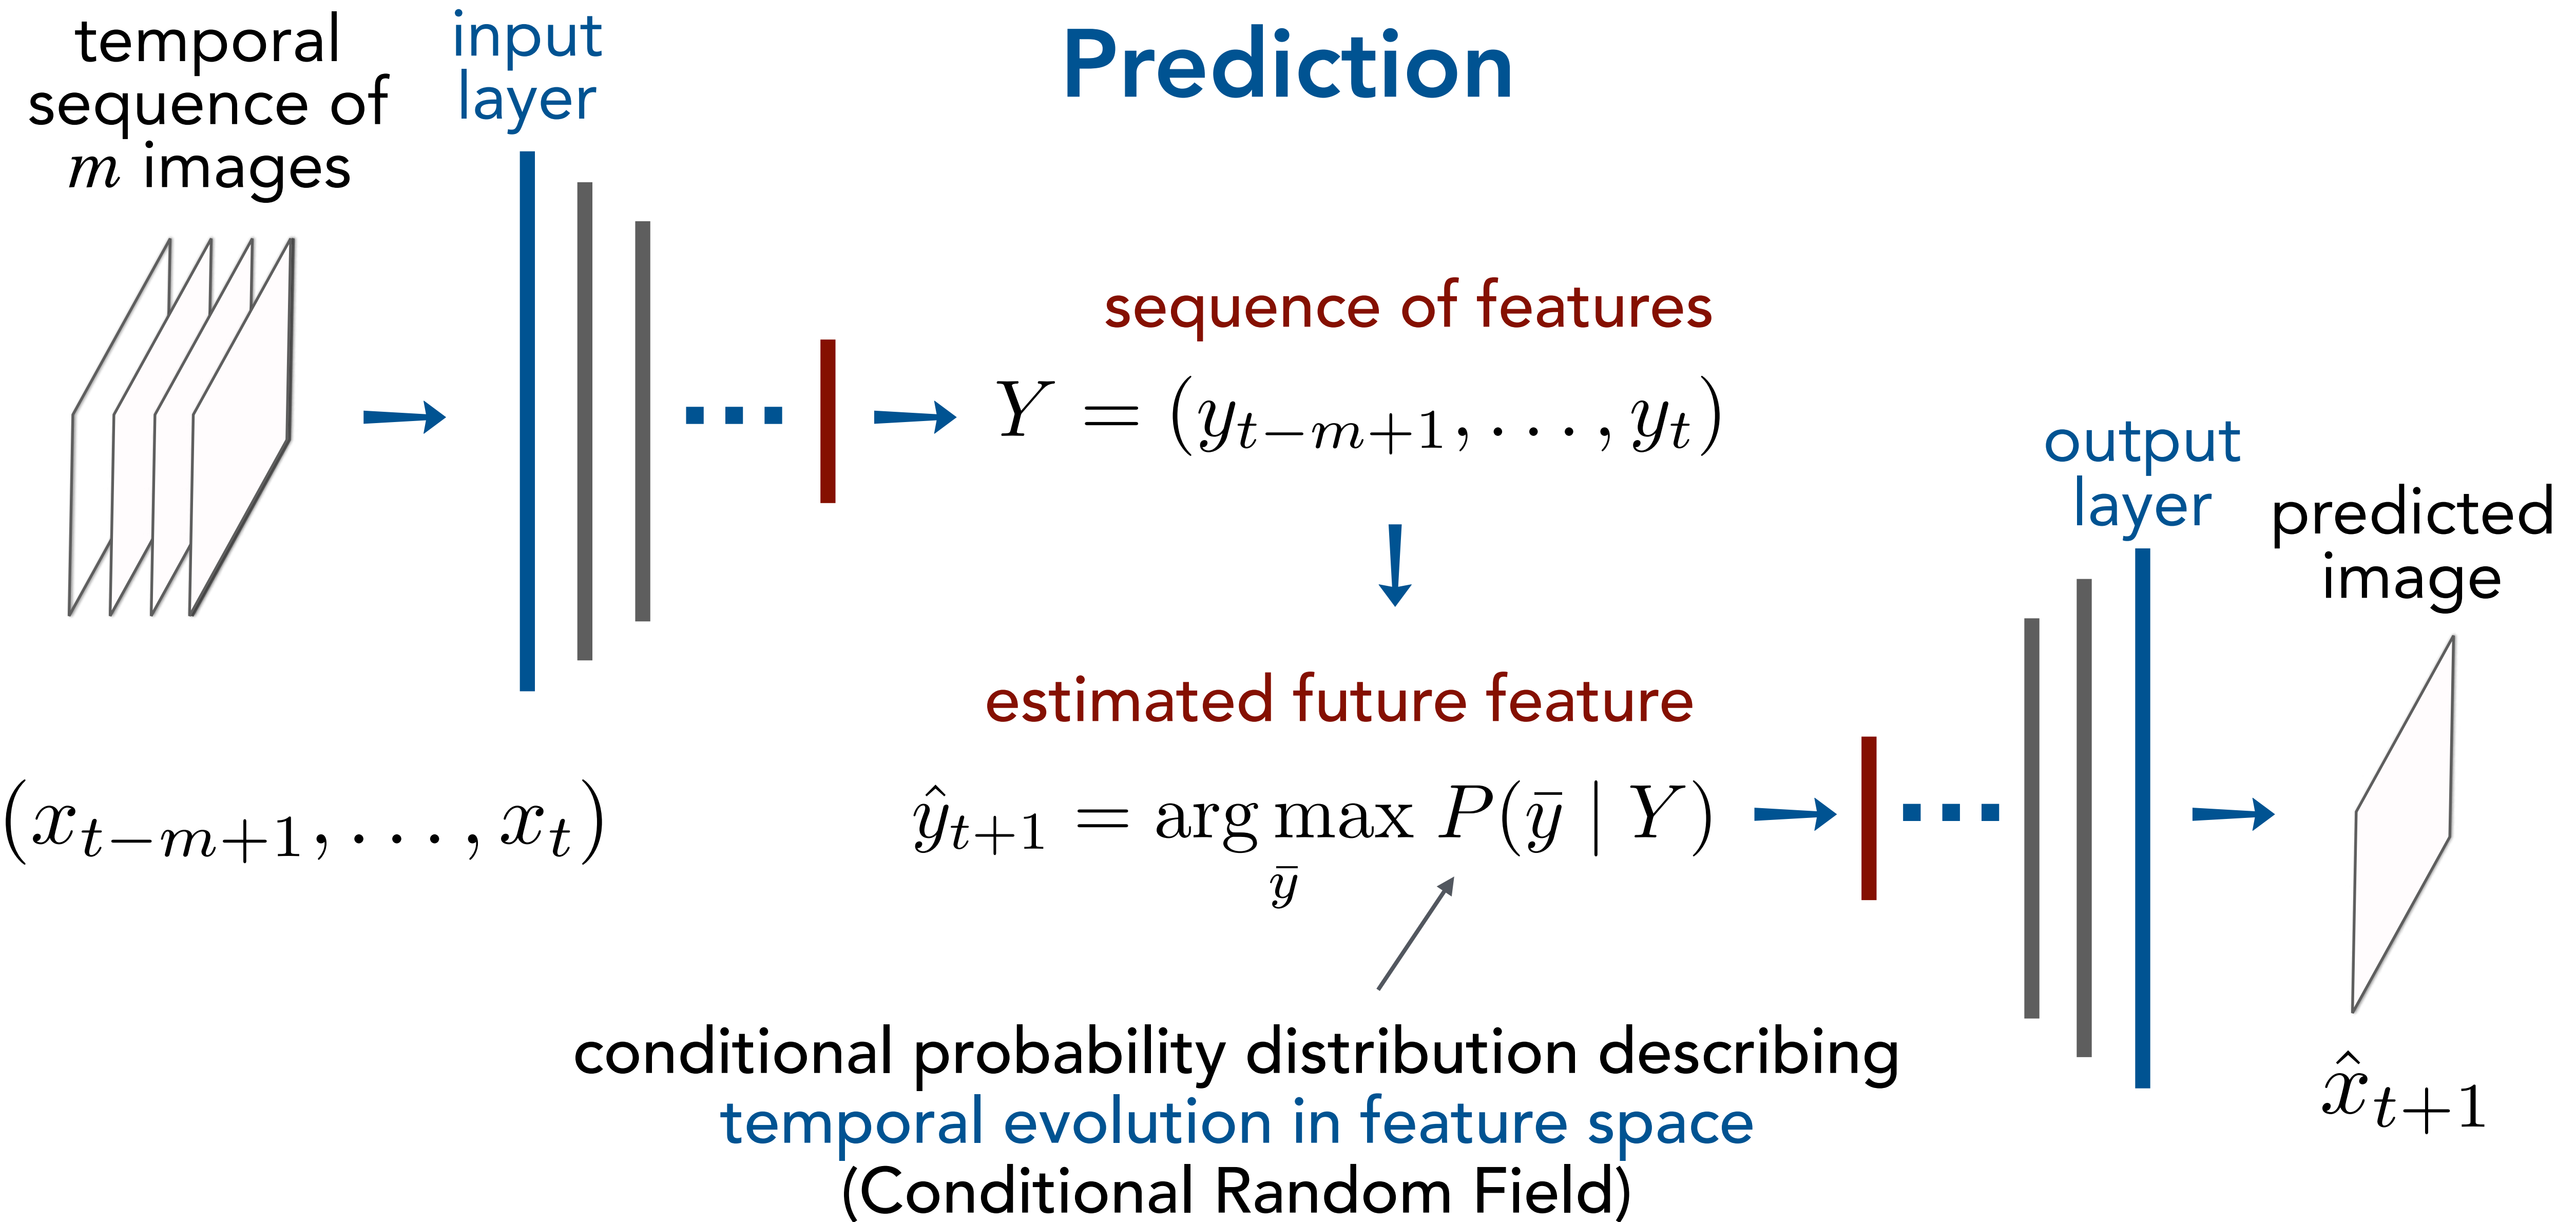 temporal
sequence of
m images
input
layer
Prediction
sequence of features
Y = (y_{t−m+1}, . . . , y_t)
output
layer
predicted
image
estimated future feature
(x_{t−m+1}, . . . , x_t)
ŷ_{t+1} = arg max_{ȳ} P(ȳ | Y)
conditional probability distribution describing
temporal evolution in feature space
(Conditional Random Field)
x̂_{t+1}